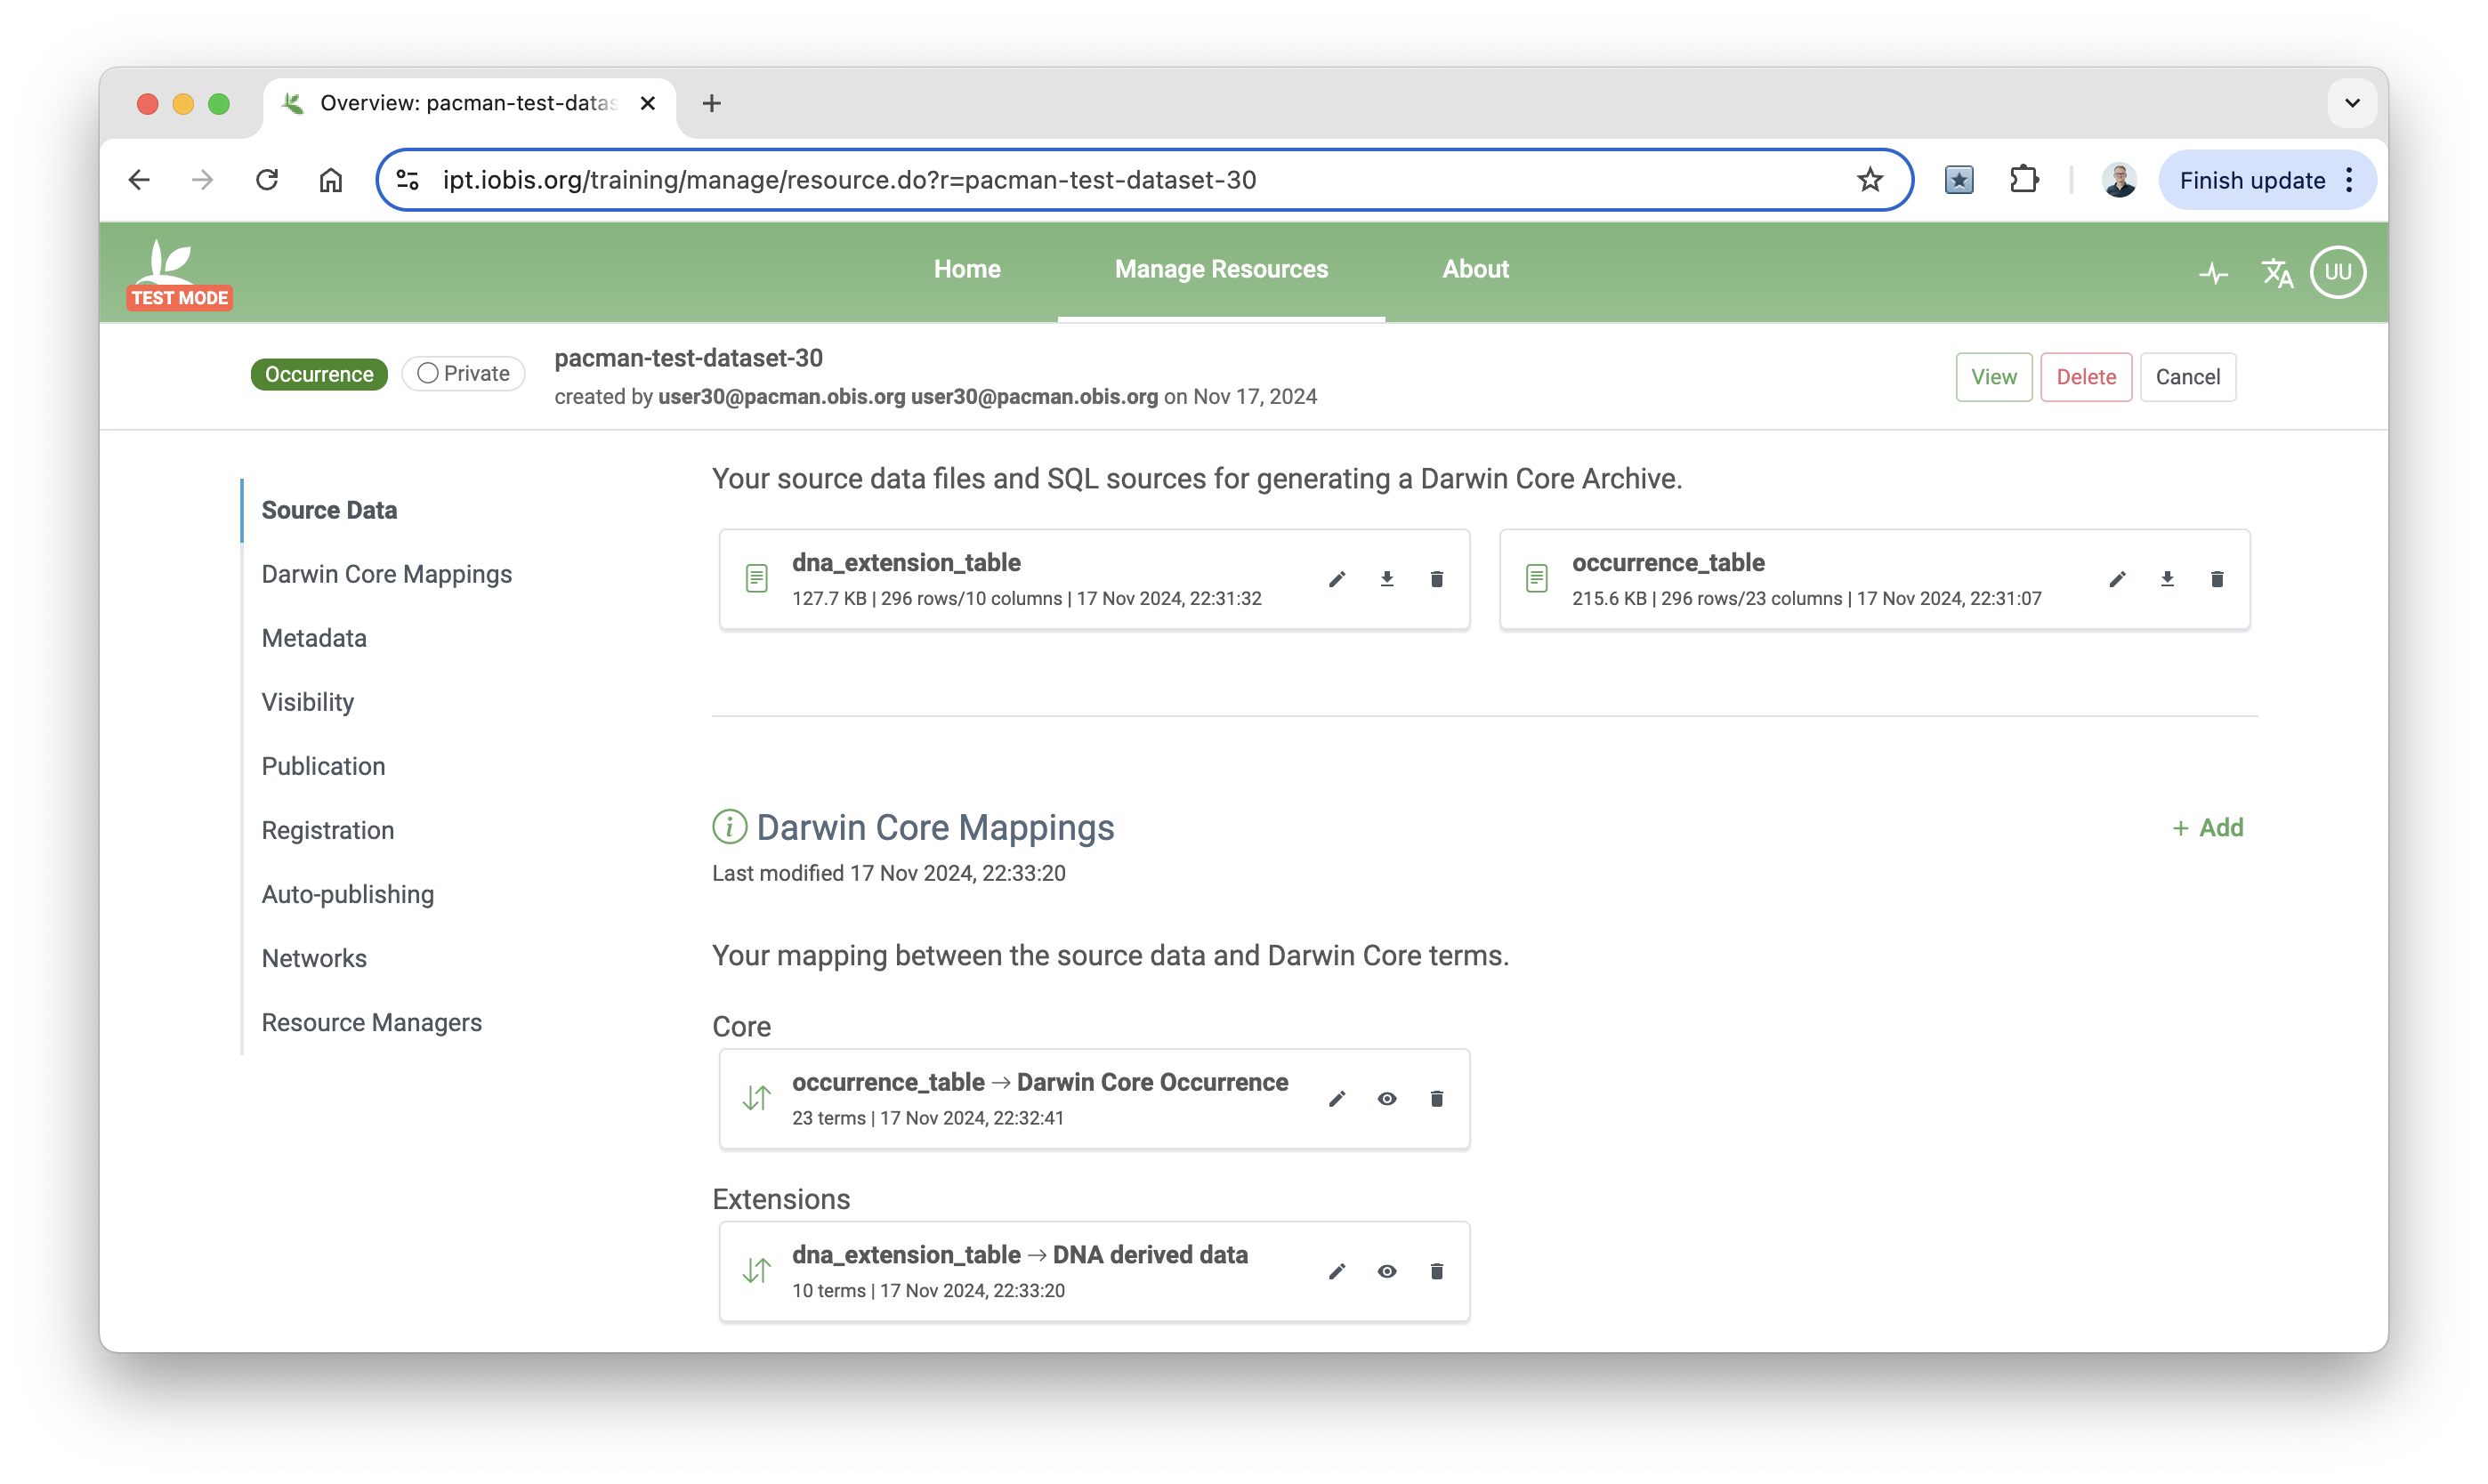 Overview: pacman-test-datas
ipt.iobis.org/training/manage/resource.do?r=pacman-test-dataset-30
Finish update
TEST MODE
Home
Manage Resources
About
UU
Occurrence
Private
pacman-test-dataset-30
created by user30@pacman.obis.org user30@pacman.obis.org on Nov 17, 2024
View
Delete
Cancel
Source Data
Darwin Core Mappings
Metadata
Visibility
Publication
Registration
Auto-publishing
Networks
Resource Managers
Your source data files and SQL sources for generating a Darwin Core Archive.
dna_extension_table
127.7 KB | 296 rows/10 columns | 17 Nov 2024, 22:31:32
occurrence_table
215.6 KB | 296 rows/23 columns | 17 Nov 2024, 22:31:07
Darwin Core Mappings
+ Add
Last modified 17 Nov 2024, 22:33:20
Your mapping between the source data and Darwin Core terms.
Core
occurrence_table → Darwin Core Occurrence
23 terms | 17 Nov 2024, 22:32:41
Extensions
dna_extension_table → DNA derived data
10 terms | 17 Nov 2024, 22:33:20